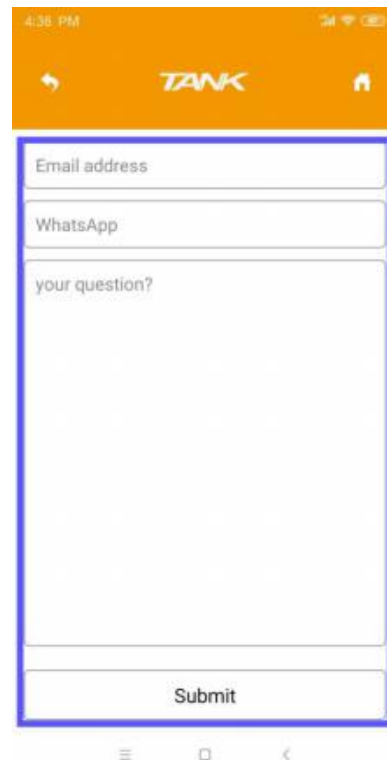 4:36 PM
TANK
Email address
WhatsApp
your question?
Submit